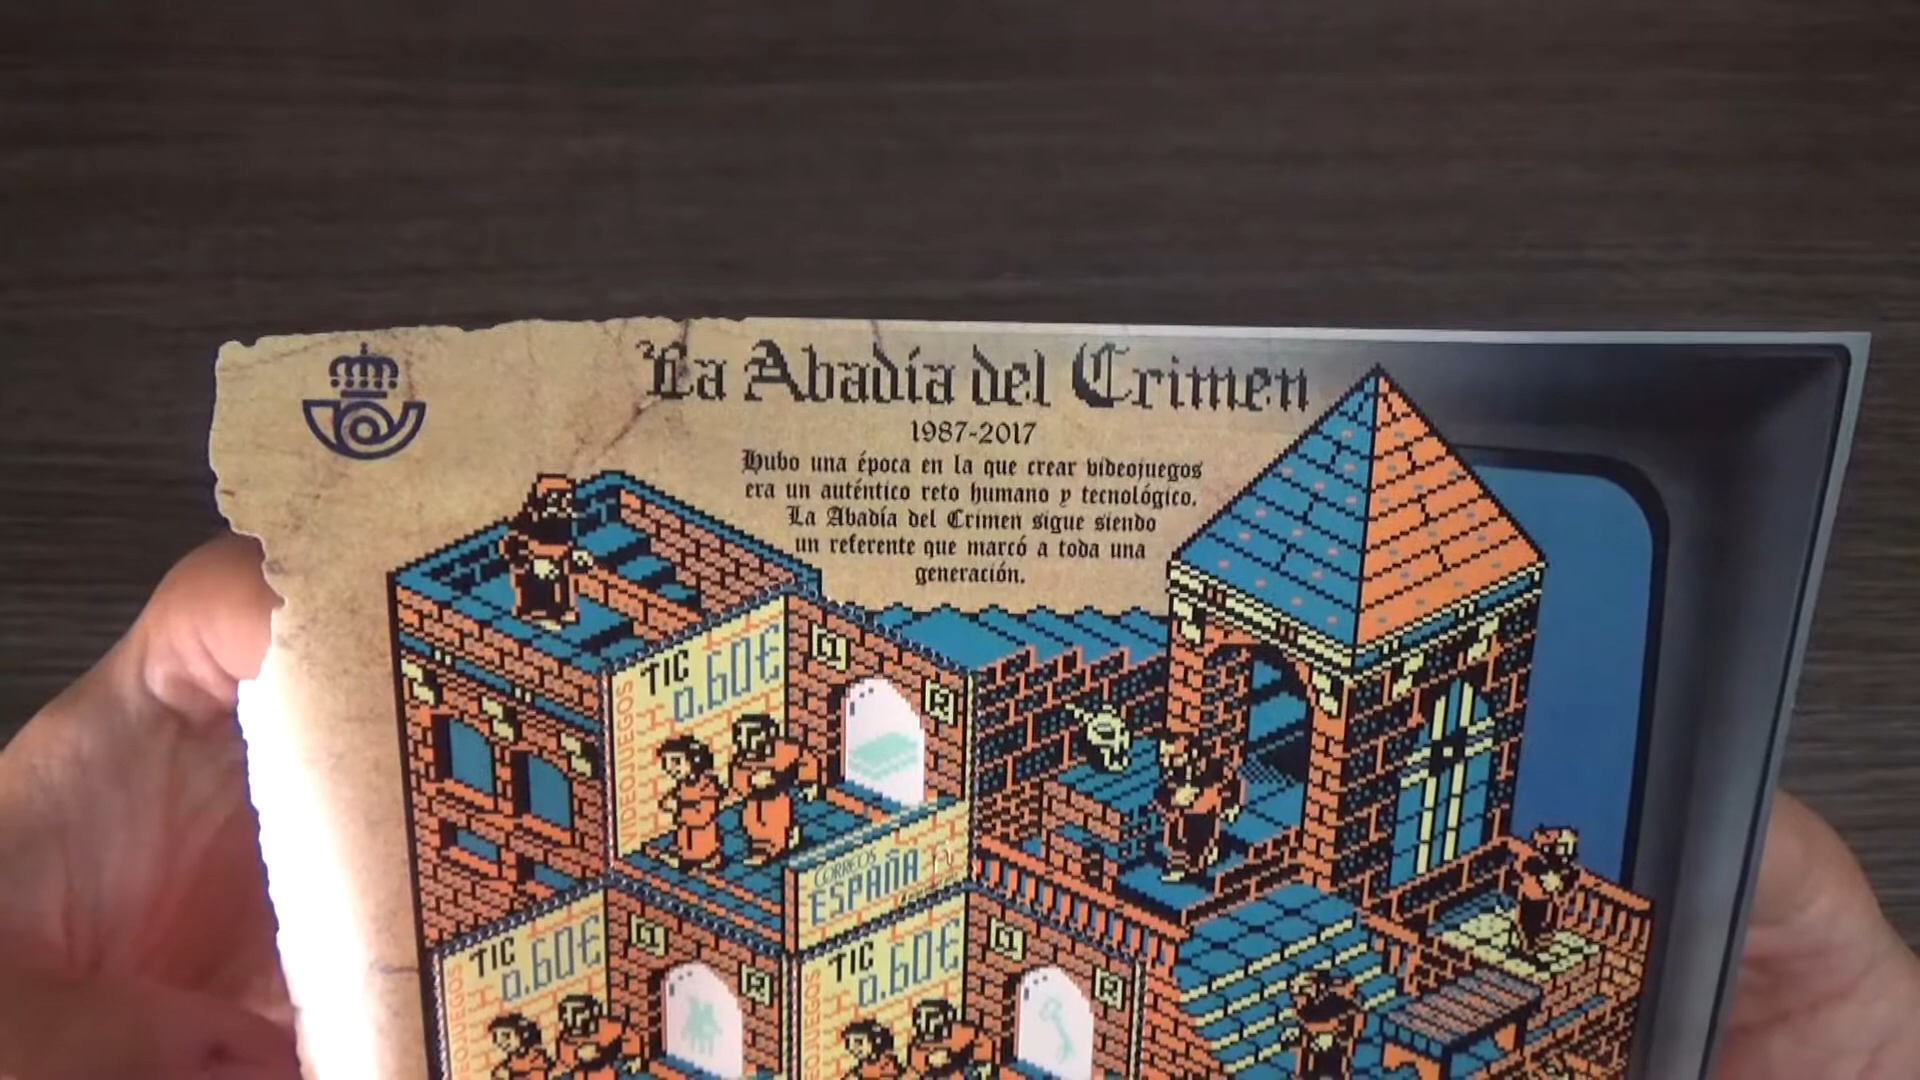 La Abadía del Crimen
1987-2017
Hubo una época en la que crear videojuegos
era un auténtico reto humano y tecnológico.
La Abadía del Crimen sigue siendo
un referente que marcó a toda una
generación.
TIC
0.60€
VIDEOJUEGOS
CORREOS
ESPAÑA
TIC
0.60€
TIC
0.60€